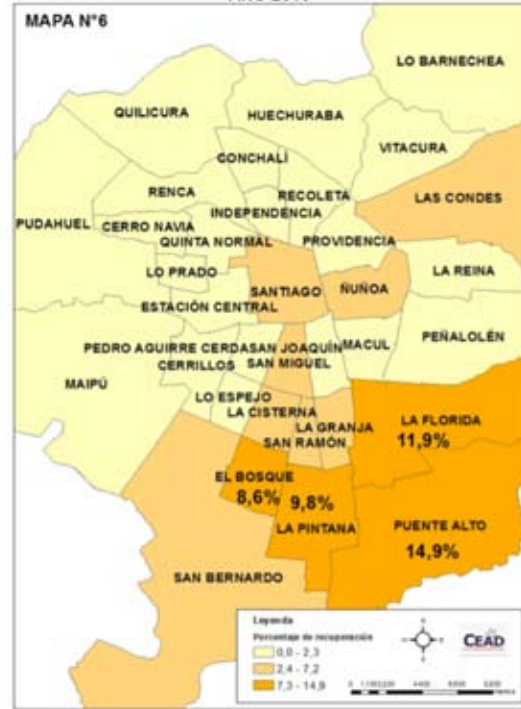 MAPA N°6
LO BARNECHEA
QUILICURA
HUECHURABA
VITACURA
CONCHALÍ
LAS CONDES
RENCA
RECOLETA
INDEPENDENCIA
PUDAHUEL
CERRO NAVIA
QUINTA NORMAL
PROVIDENCIA
LO PRADO
LA REINA
SANTIAGO
ÑUÑOA
ESTACIÓN CENTRAL
PEÑALOLÉN
PEDRO AGUIRRE CERDA
SAN JOAQUÍN
MACUL
CERRILLOS
SAN MIGUEL
MAIPÚ
LO ESPEJO
LA CISTERNA
LA GRANJA
LA FLORIDA
11,9%
SAN RAMÓN
EL BOSQUE
8,6%
9,8%
LA PINTANA
PUENTE ALTO
14,9%
SAN BERNARDO
Leyenda
Porcentaje de recuperación
0,0 - 2,3
2,4 - 7,2
7,3 - 14,9
CEAD